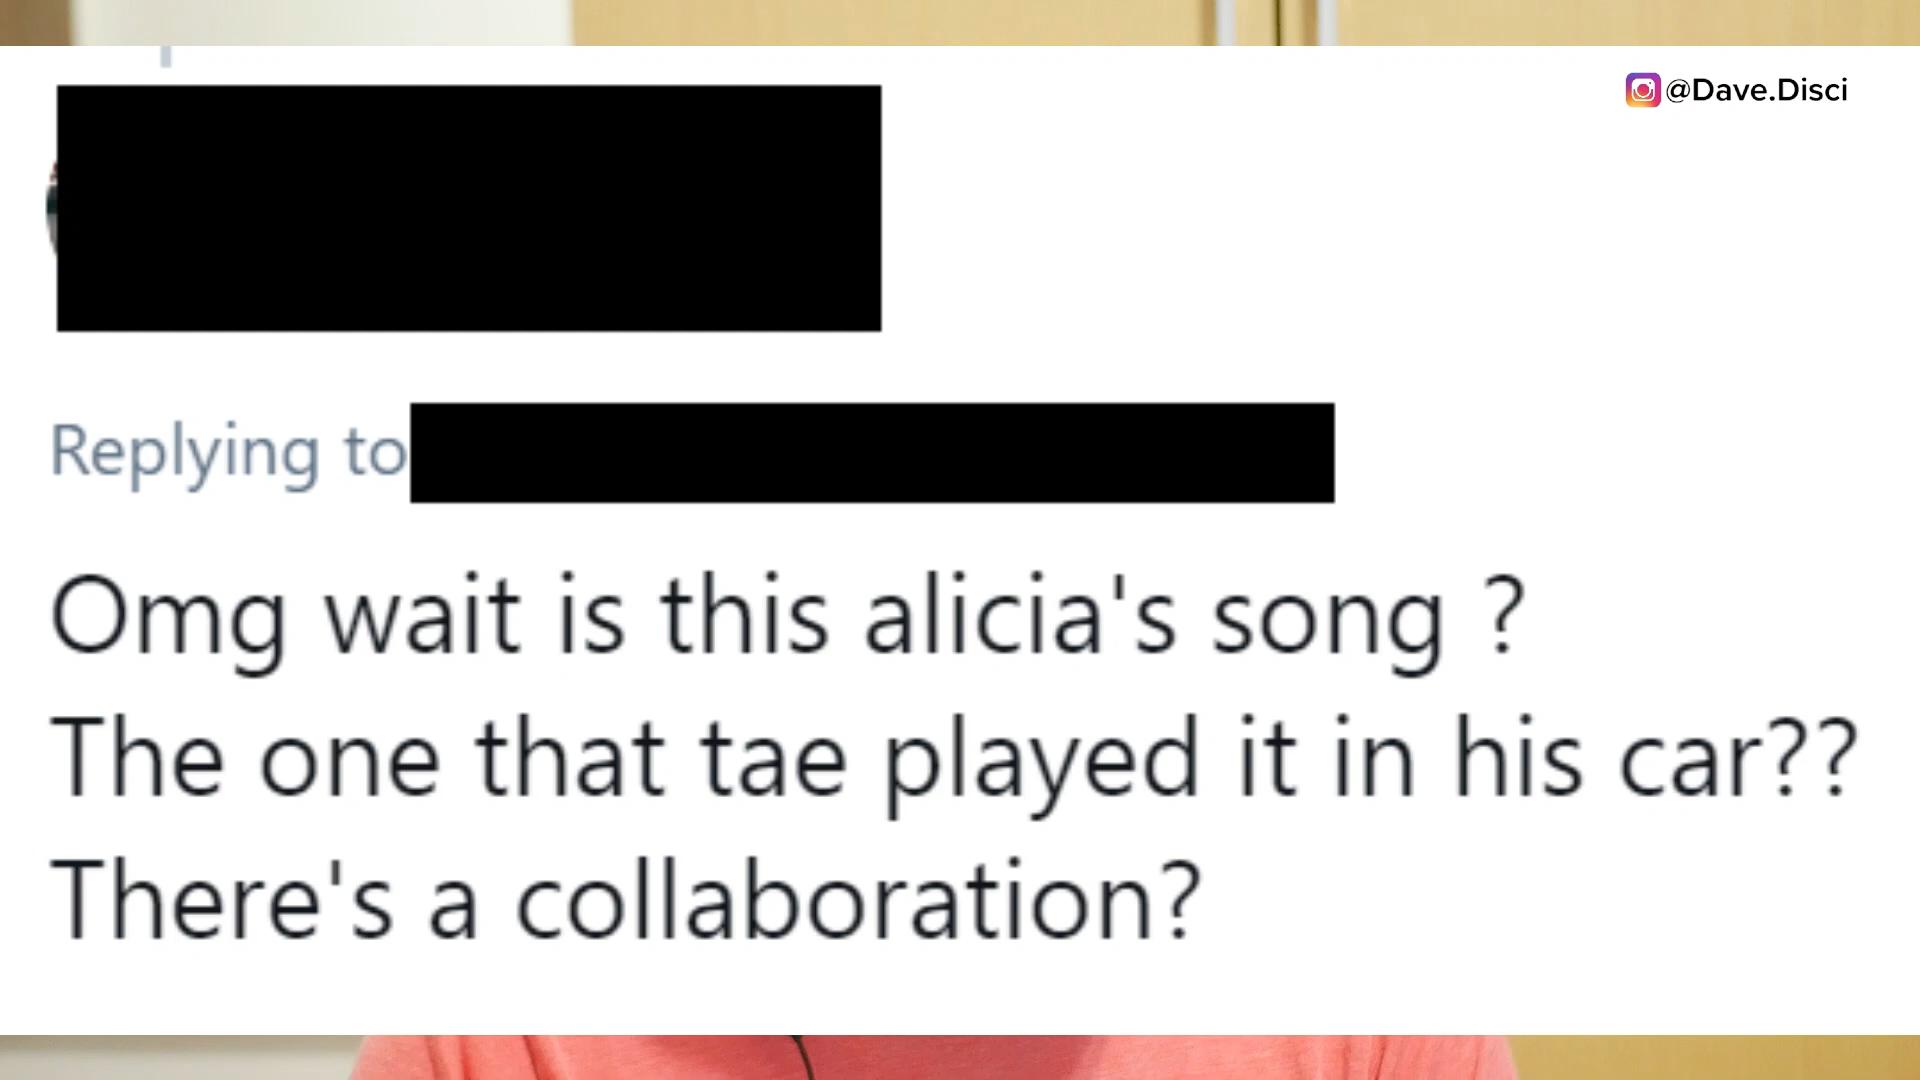 @Dave.Disci
Replying to
Omg wait is this alicia's song ?
The one that tae played it in his car??
There's a collaboration?